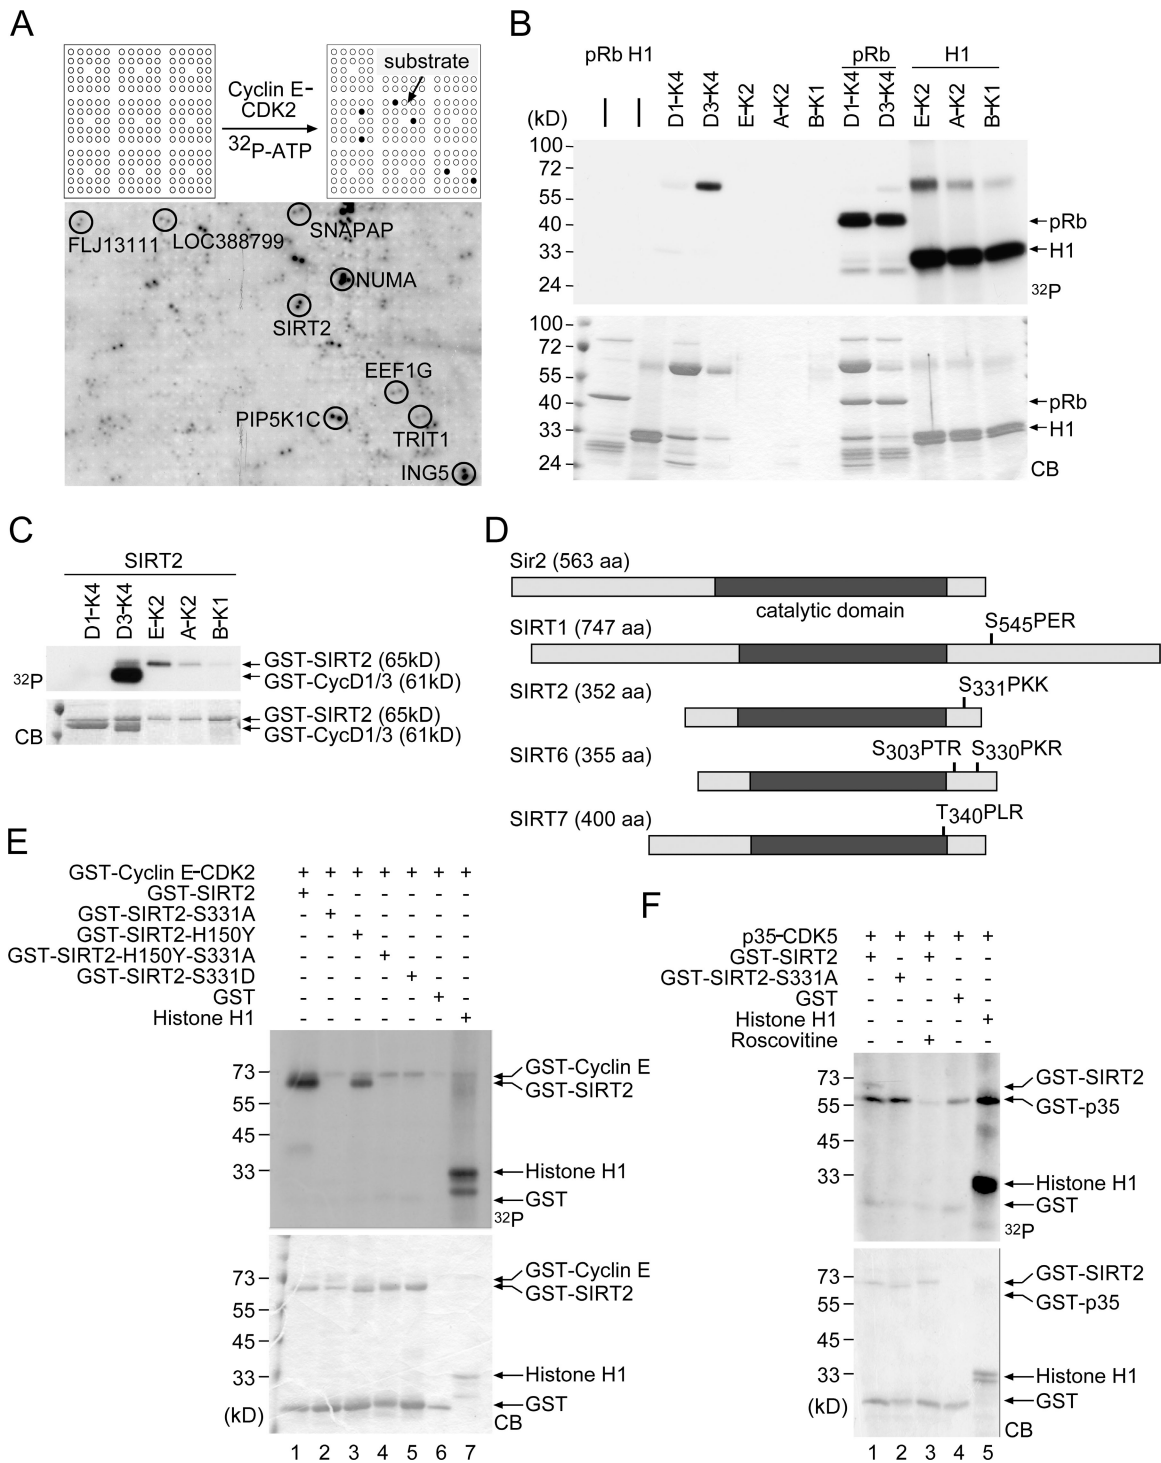 A
substrate
Cyclin E-
CDK2
32P-ATP
FLJ13111
LOC388799
SNAPAP
NUMA
SIRT2
EEF1G
PIP5K1C
TRIT1
ING5
B
pRb H1
pRb
H1
D1-K4
D3-K4
E-K2
A-K2
B-K1
D1-K4
D3-K4
E-K2
A-K2
B-K1
(kD)
100
72
55
40
33
24
pRb
H1
32P
100
72
55
40
33
24
pRb
H1
CB
C
SIRT2
D1-K4
D3-K4
E-K2
A-K2
B-K1
32P
GST-SIRT2 (65kD)
GST-CycD1/3 (61kD)
CB
GST-SIRT2 (65kD)
GST-CycD1/3 (61kD)
D
Sir2 (563 aa)
catalytic domain
SIRT1 (747 aa)
S545PER
SIRT2 (352 aa)
S331PKK
SIRT6 (355 aa)
S303PTR
S330PKR
SIRT7 (400 aa)
T340PLR
E
GST-Cyclin E-CDK2 + + + + + + +
GST-SIRT2 + - - - - - -
GST-SIRT2-S331A - + - - - - -
GST-SIRT2-H150Y - - + - - - -
GST-SIRT2-H150Y-S331A - - - + - - -
GST-SIRT2-S331D - - - - + - -
GST - - - - - + -
Histone H1 - - - - - - +
73
55
45
33
GST-Cyclin E
GST-SIRT2
Histone H1
GST
32P
73
55
45
33
(kD)
GST-Cyclin E
GST-SIRT2
Histone H1
GST
CB
1 2 3 4 5 6 7
F
p35-CDK5 + + + + +
GST-SIRT2 + - + - -
GST-SIRT2-S331A - + - - -
GST - - - + -
Histone H1 - - - - +
Roscovitine - - + - -
73
55
45
33
GST-SIRT2
GST-p35
Histone H1
GST
32P
73
55
45
33
(kD)
GST-SIRT2
GST-p35
Histone H1
GST
CB
1 2 3 4 5